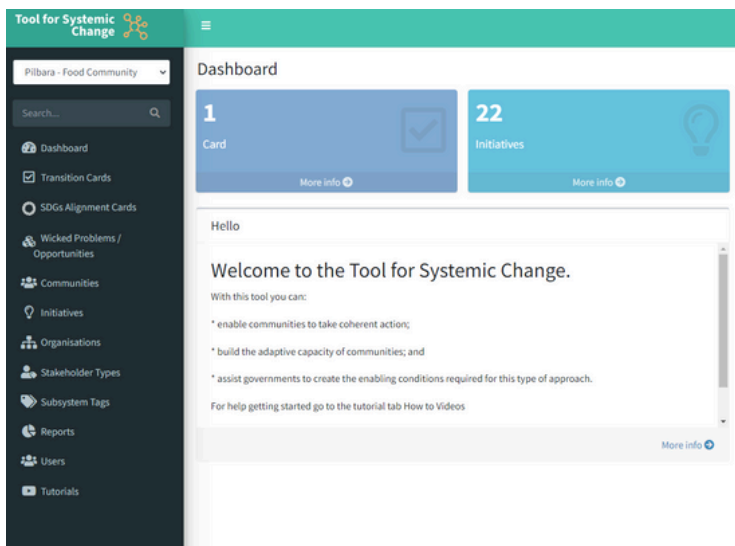 Tool for Systemic
Change
Pilbara - Food Community
Search...
Dashboard
Transition Cards
SDGs Alignment Cards
Wicked Problems /
Opportunities
Communities
Initiatives
Organisations
Stakeholder Types
Subsystem Tags
Reports
Users
Tutorials
Dashboard
1
Card
More info
22
Initiatives
More info
Hello
Welcome to the Tool for Systemic Change.
With this tool you can:
* enable communities to take coherent action;
* build the adaptive capacity of communities; and
* assist governments to create the enabling conditions required for this type of approach.
For help getting started go to the tutorial tab How to Videos
More info